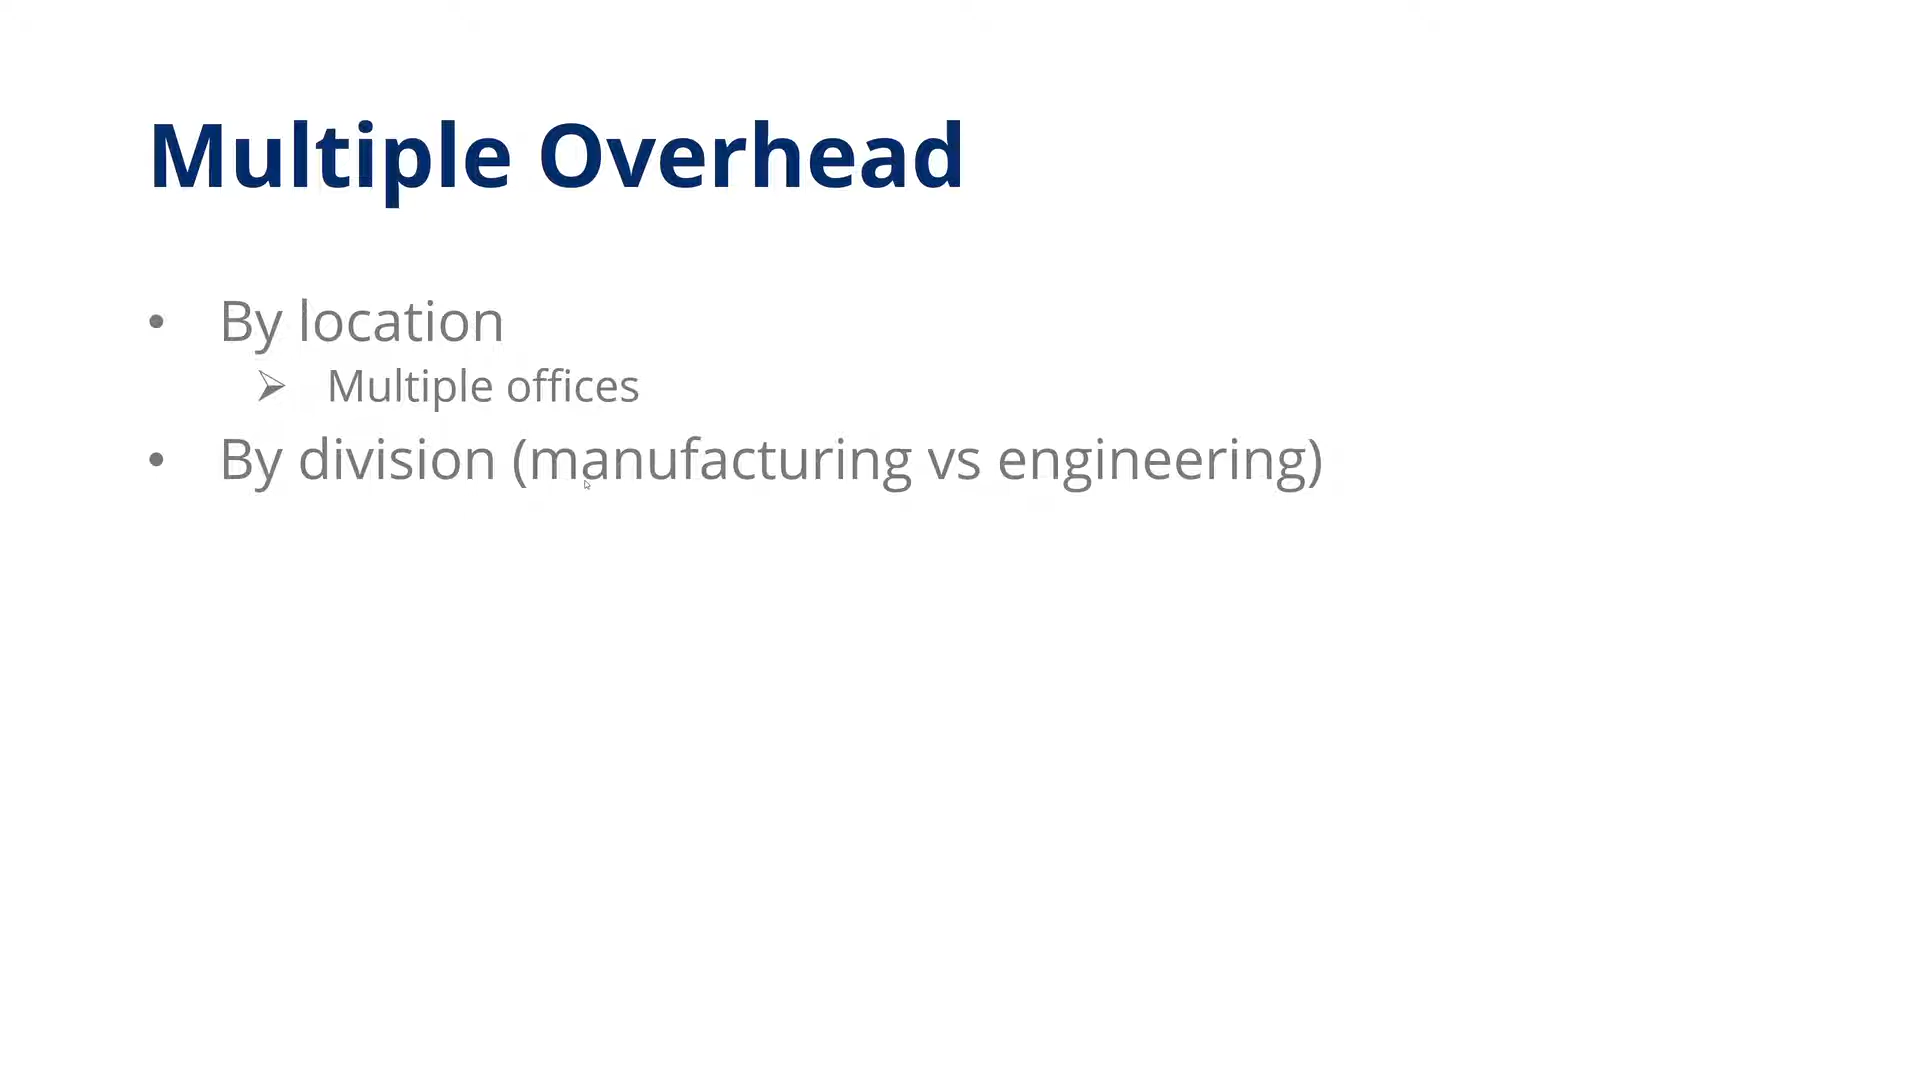 Multiple Overhead
• By location
➢ Multiple offices
• By division (manufacturing vs engineering)